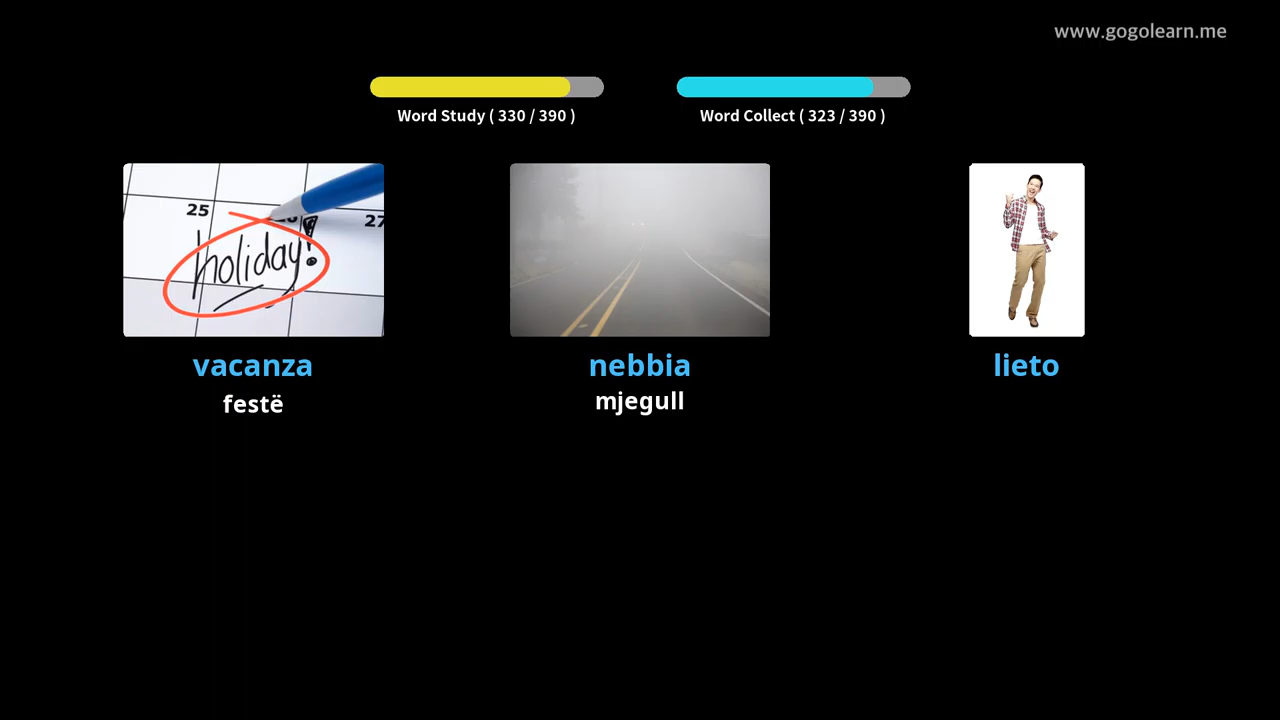 www.gogolearn.me
Word Study ( 330 / 390 )
Word Collect ( 323 / 390 )
25
27
holiday!
vacanza
nebbia
lieto
festë
mjegull